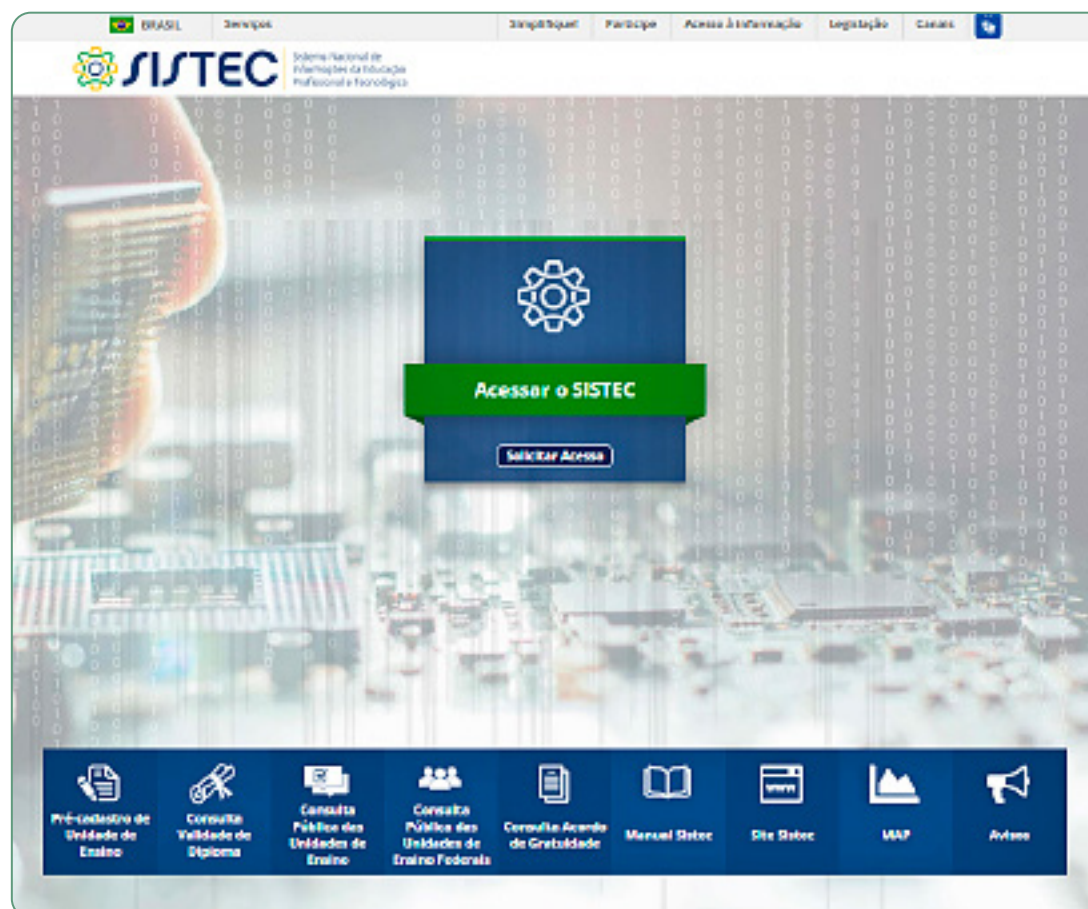 BRASIL Serviços Simplifique! Participe Acesso à Informação Legislação Canais
SISTEC
Sistema Nacional de
Informações da Educação
Profissional e Tecnológica
Acessar o SISTEC
Solicitar Acesso
Pré-cadastro de
Unidade de
Ensino
Consulta
Validade de
Diploma
Consulta
Pública das
Unidades de
Ensino
Consulta
Pública das
Unidades de
Ensino Federais
Consulta Acordo
de Gratuidade
Manual Sistec
Site Sistec
MAP
Avisos